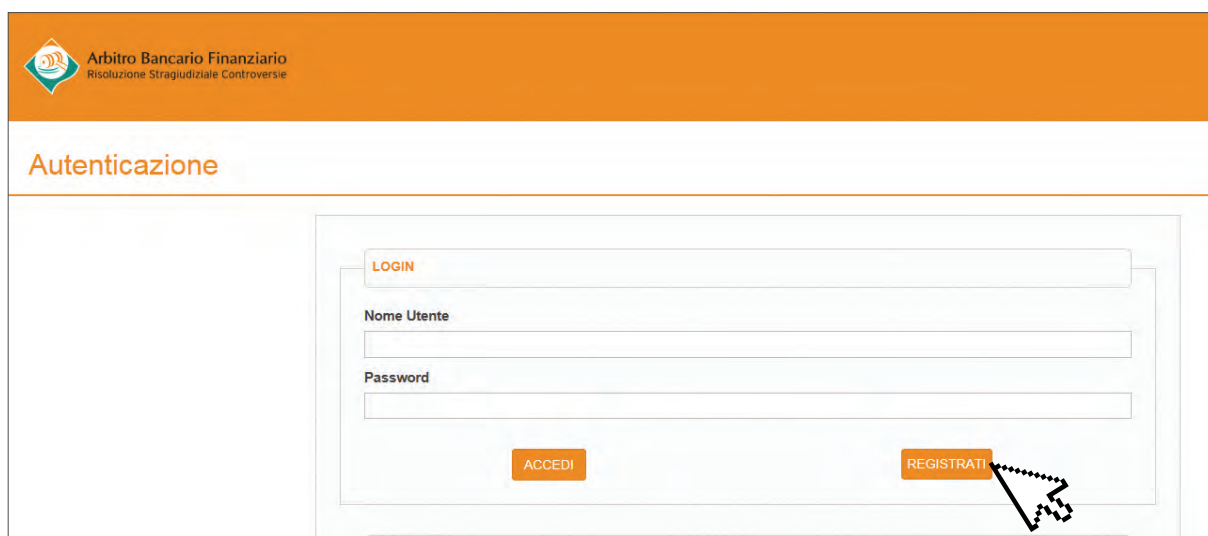 Arbitro Bancario Finanziario
Risoluzione Stragiudiziale Controversie
Autenticazione
LOGIN
Nome Utente
Password
ACCEDI
REGISTRATI